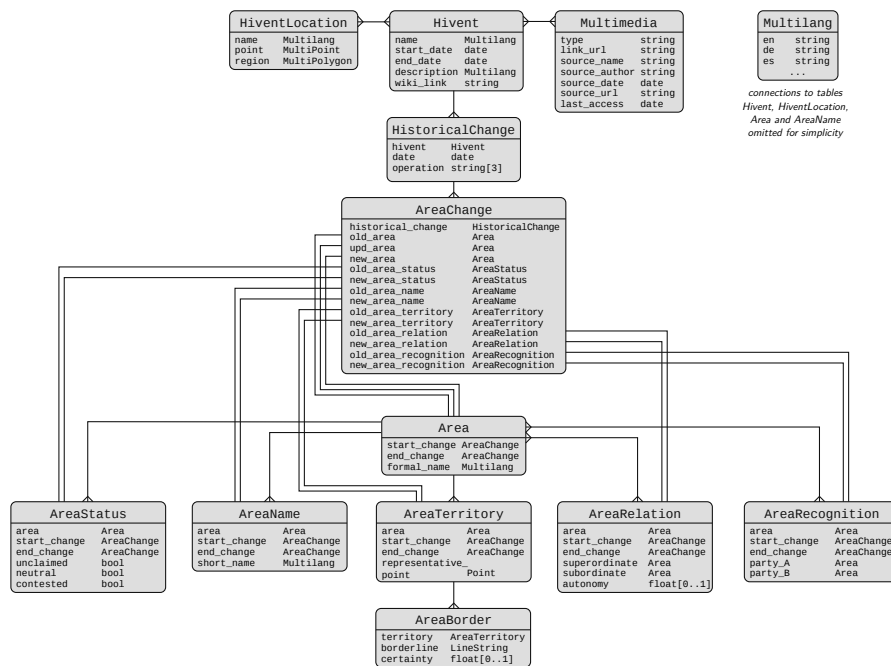 HiventLocation
name Multilang
point MultiPoint
region MultiPolygon
Hivent
name Multilang
start_date date
end_date date
description Multilang
wiki_link string
Multimedia
type string
link_url string
source_name string
source_author string
source_date date
source_url string
last_access date
Multilang
en string
de string
es string
...
connections to tables
Hivent, HiventLocation,
Area and AreaName
omitted for simplicity
HistoricalChange
hivent Hivent
date date
operation string[3]
AreaChange
historical_change HistoricalChange
old_area Area
upd_area Area
new_area Area
old_area_status AreaStatus
new_area_status AreaStatus
old_area_name AreaName
new_area_name AreaName
old_area_territory AreaTerritory
new_area_territory AreaTerritory
old_area_relation AreaRelation
new_area_relation AreaRelation
old_area_recognition AreaRecognition
new_area_recognition AreaRecognition
Area
start_change AreaChange
end_change AreaChange
formal_name Multilang
AreaStatus
area Area
start_change AreaChange
end_change AreaChange
unclaimed bool
neutral bool
contested bool
AreaName
area Area
start_change AreaChange
end_change AreaChange
short_name Multilang
AreaTerritory
area Area
start_change AreaChange
end_change AreaChange
representative_
point Point
AreaRelation
area Area
start_change AreaChange
end_change AreaChange
superordinate Area
subordinate Area
autonomy float[0..1]
AreaRecognition
area Area
start_change AreaChange
end_change AreaChange
party_A Area
party_B Area
AreaBorder
territory AreaTerritory
borderline LineString
certainty float[0..1]